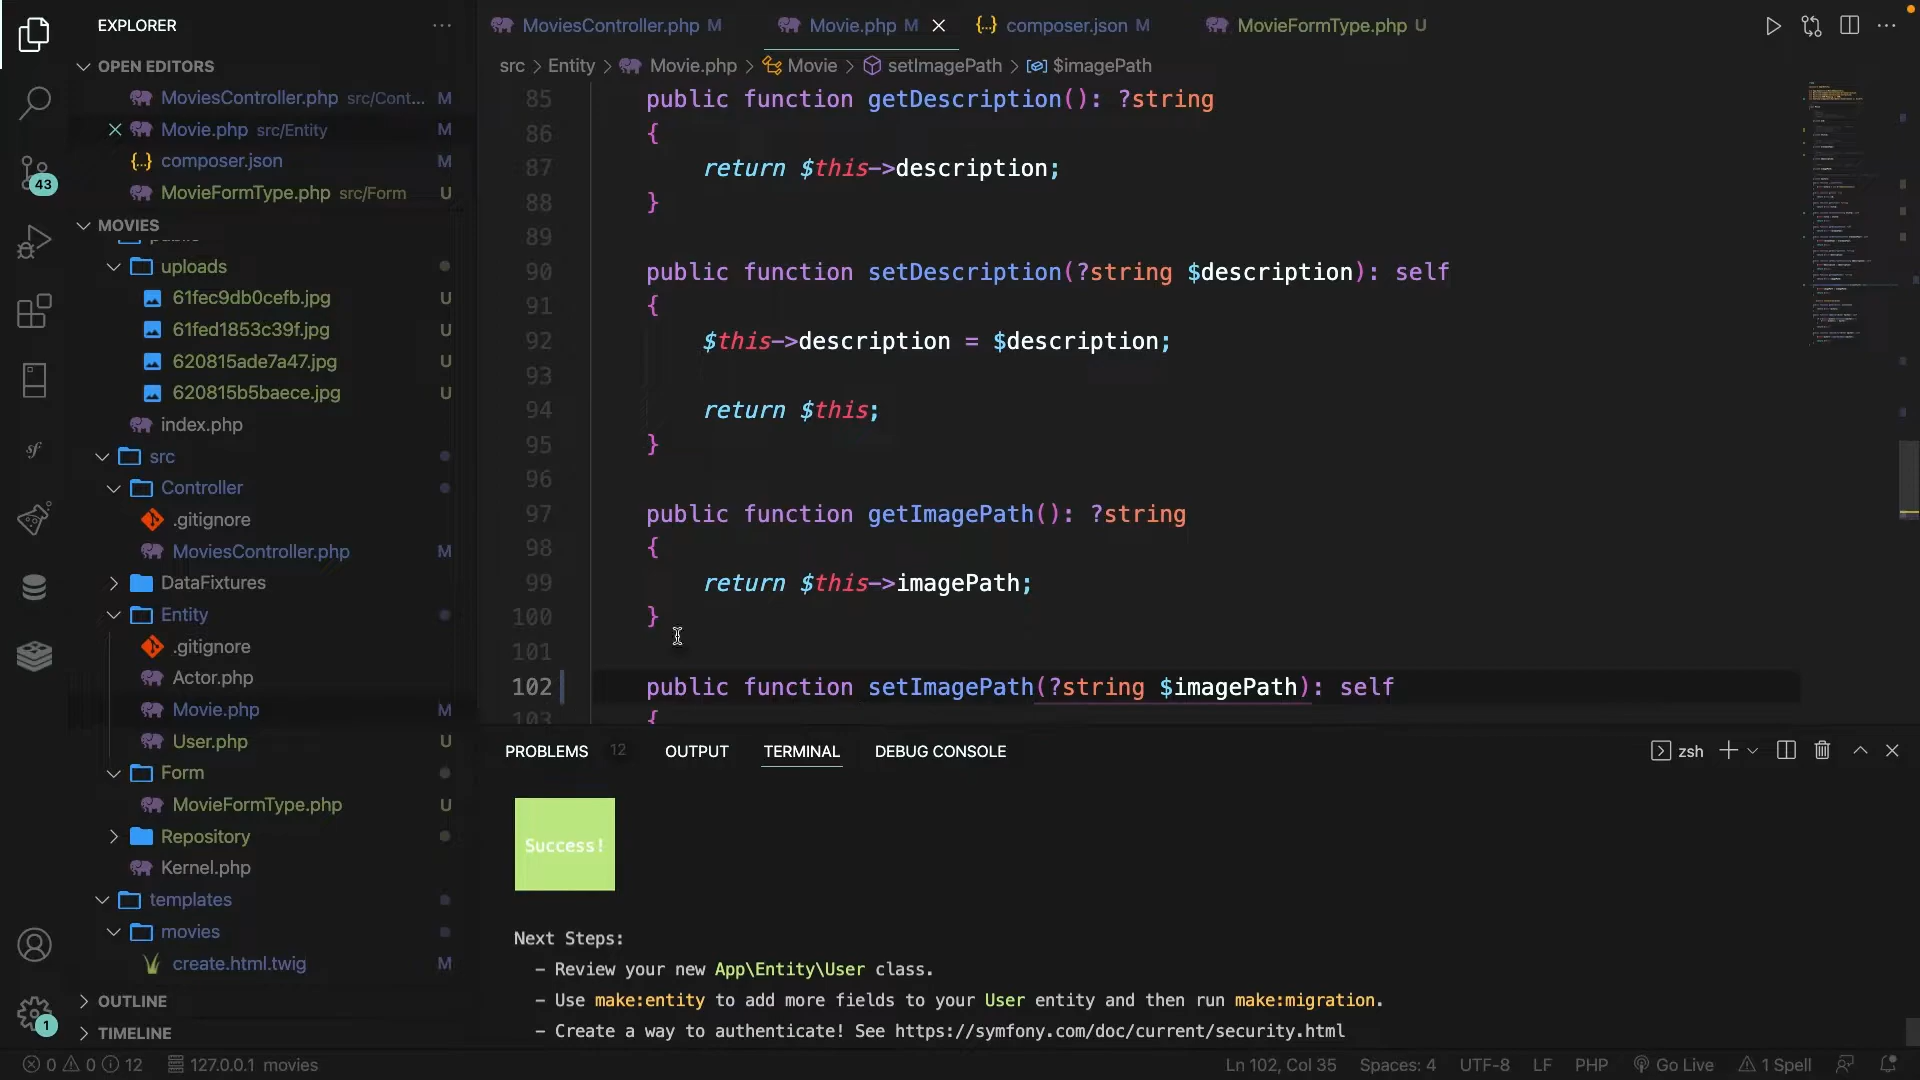 EXPLORER
OPEN EDITORS
MoviesController.php src/Cont... M
Movie.php src/Entity M
{..} composer.json M
MovieFormType.php src/Form U
MOVIES
public
uploads
61fec9db0cefb.jpg U
61fed1853c39f.jpg U
620815ade7a47.jpg U
620815b5baece.jpg U
index.php
src
Controller
.gitignore
MoviesController.php M
DataFixtures
Entity
.gitignore
Actor.php
Movie.php M
User.php U
Form
MovieFormType.php U
Repository
Kernel.php
templates
movies
create.html.twig M
OUTLINE
TIMELINE
43
sf
1
MoviesController.php M Movie.php M {..} composer.json M MovieFormType.php U
src > Entity > Movie.php > Movie > setImagePath > $imagePath
85 public function getDescription(): ?string
86 {
87 return $this->description;
88 }
89
90 public function setDescription(?string $description): self
91 {
92 $this->description = $description;
93
94 return $this;
95 }
96
97 public function getImagePath(): ?string
98 {
99 return $this->imagePath;
100 }
101
102 public function setImagePath(?string $imagePath): self
103 {
PROBLEMS 12 OUTPUT TERMINAL DEBUG CONSOLE zsh
Success!
Next Steps:
- Review your new App\Entity\User class.
- Use make:entity to add more fields to your User entity and then run make:migration.
- Create a way to authenticate! See https://symfony.com/doc/current/security.html
0 0 12 127.0.0.1 movies Ln 102, Col 35 Spaces: 4 UTF-8 LF PHP Go Live 1 Spell